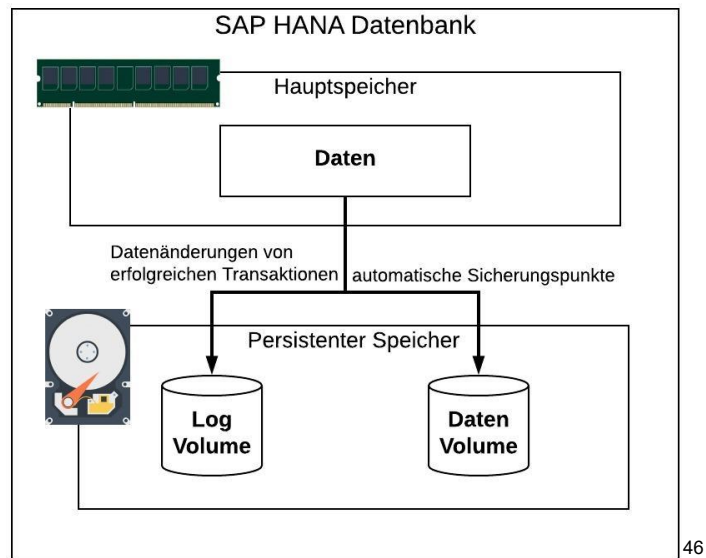 SAP HANA Datenbank
Hauptspeicher
Daten
Datenänderungen von
erfolgreichen Transaktionen
automatische Sicherungspunkte
Persistenter Speicher
Log
Volume
Daten
Volume
46